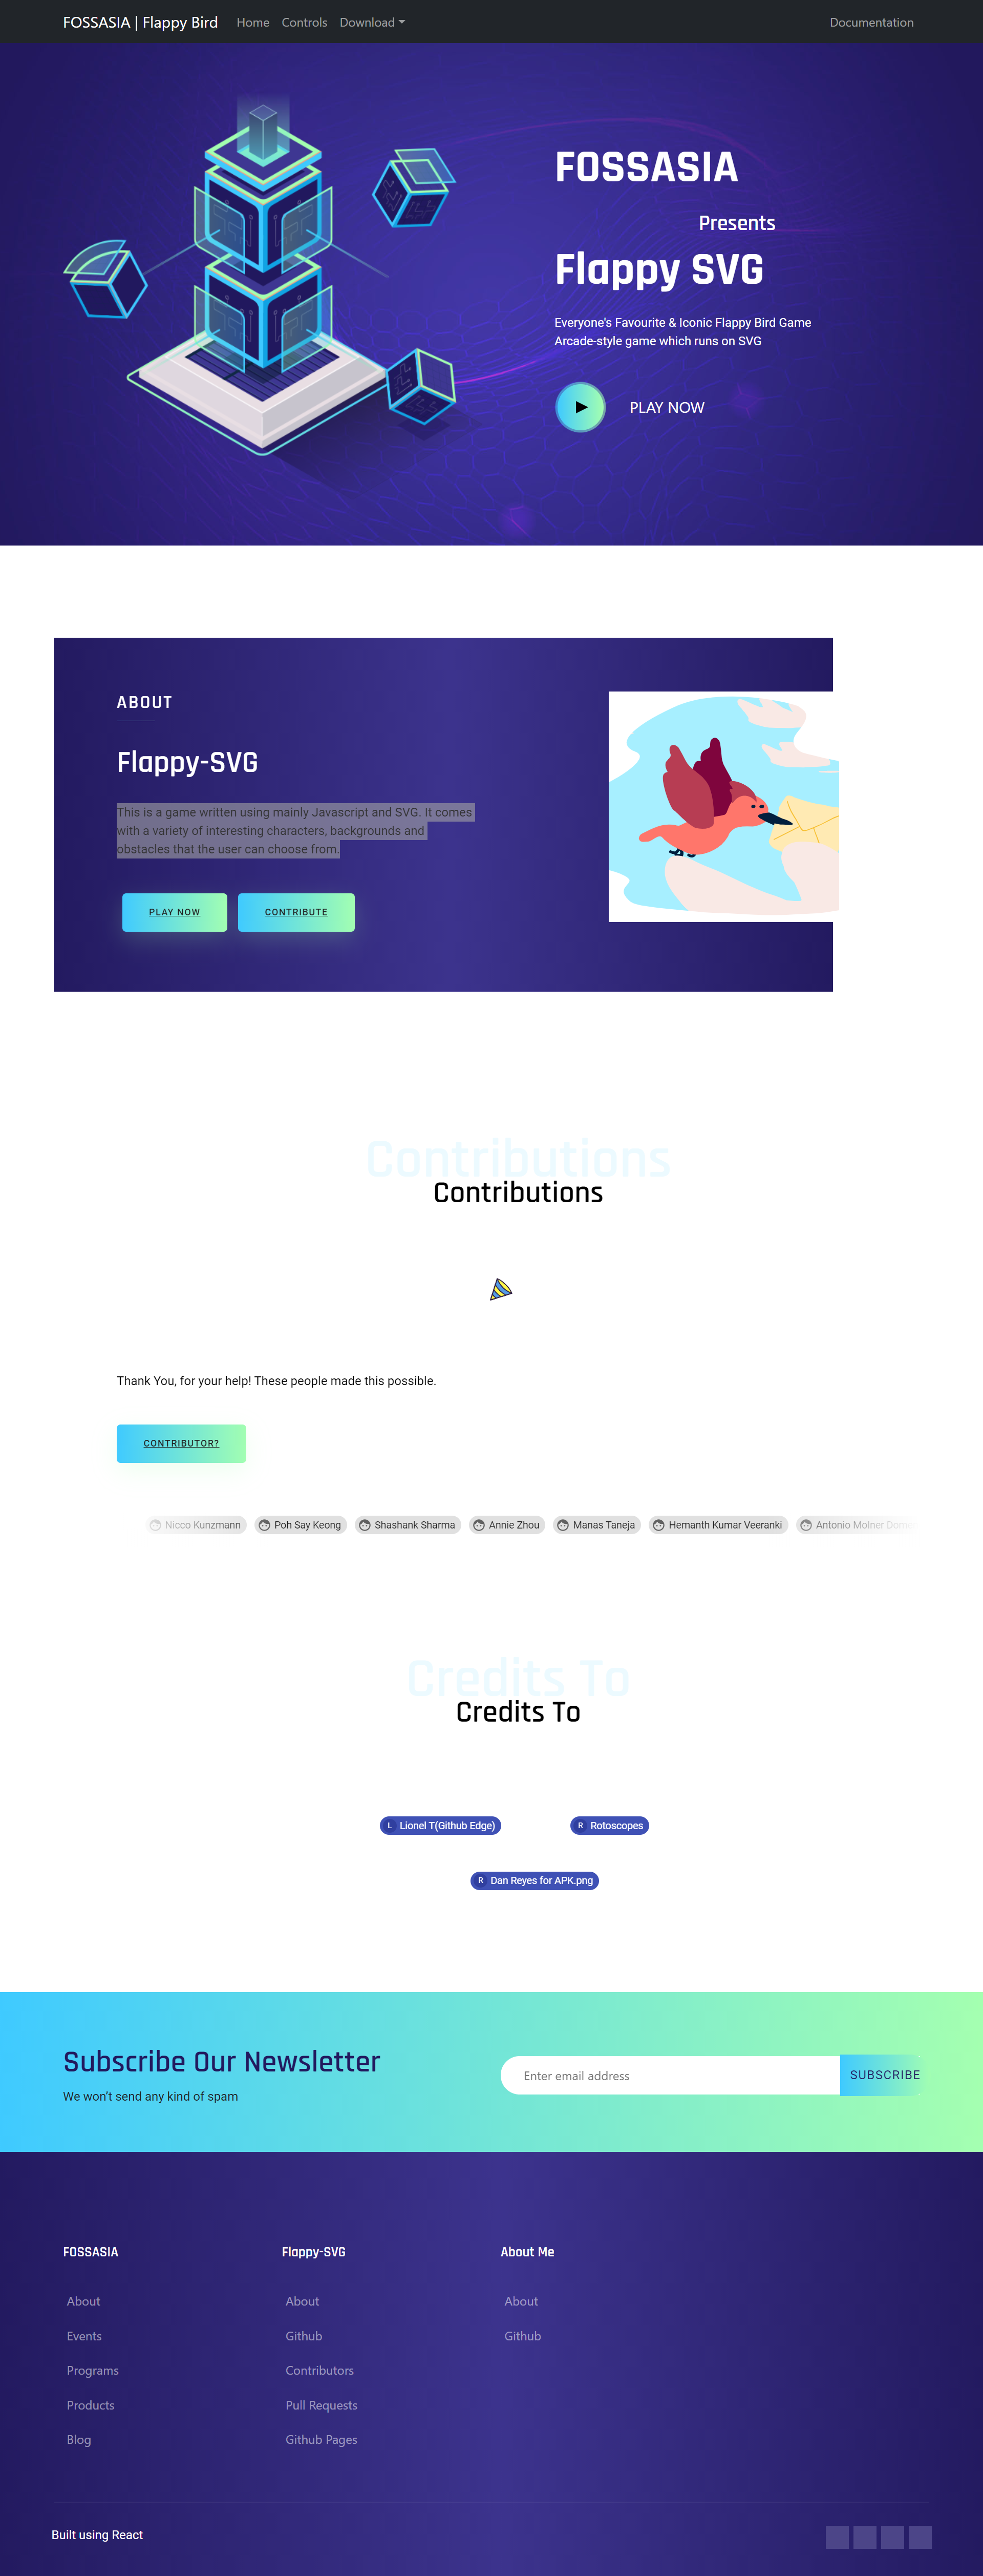 FOSSASIA | Flappy Bird
Home
Controls
Download
Documentation
FOSSASIA
Presents
Flappy SVG
Everyone's Favourite & Iconic Flappy Bird Game
Arcade-style game which runs on SVG
PLAY NOW
ABOUT
Flappy-SVG
This is a game written using mainly Javascript and SVG. It comes
with a variety of interesting characters, backgrounds and
obstacles that the user can choose from.
PLAY NOW
CONTRIBUTE
Contributions
Contributions
Thank You, for your help! These people made this possible.
CONTRIBUTOR?
Nicco Kunzmann
Poh Say Keong
Shashank Sharma
Annie Zhou
Manas Taneja
Hemanth Kumar Veeranki
Antonio Molner
Credits To
Credits To
L Lionel T(Github Edge)
R Rotoscopes
R Dan Reyes for APK.png
Subscribe Our Newsletter
We won't send any kind of spam
Enter email address
SUBSCRIBE
FOSSASIA
About
Events
Programs
Products
Blog
Flappy-SVG
About
Github
Contributors
Pull Requests
Github Pages
About Me
About
Github
Built using React